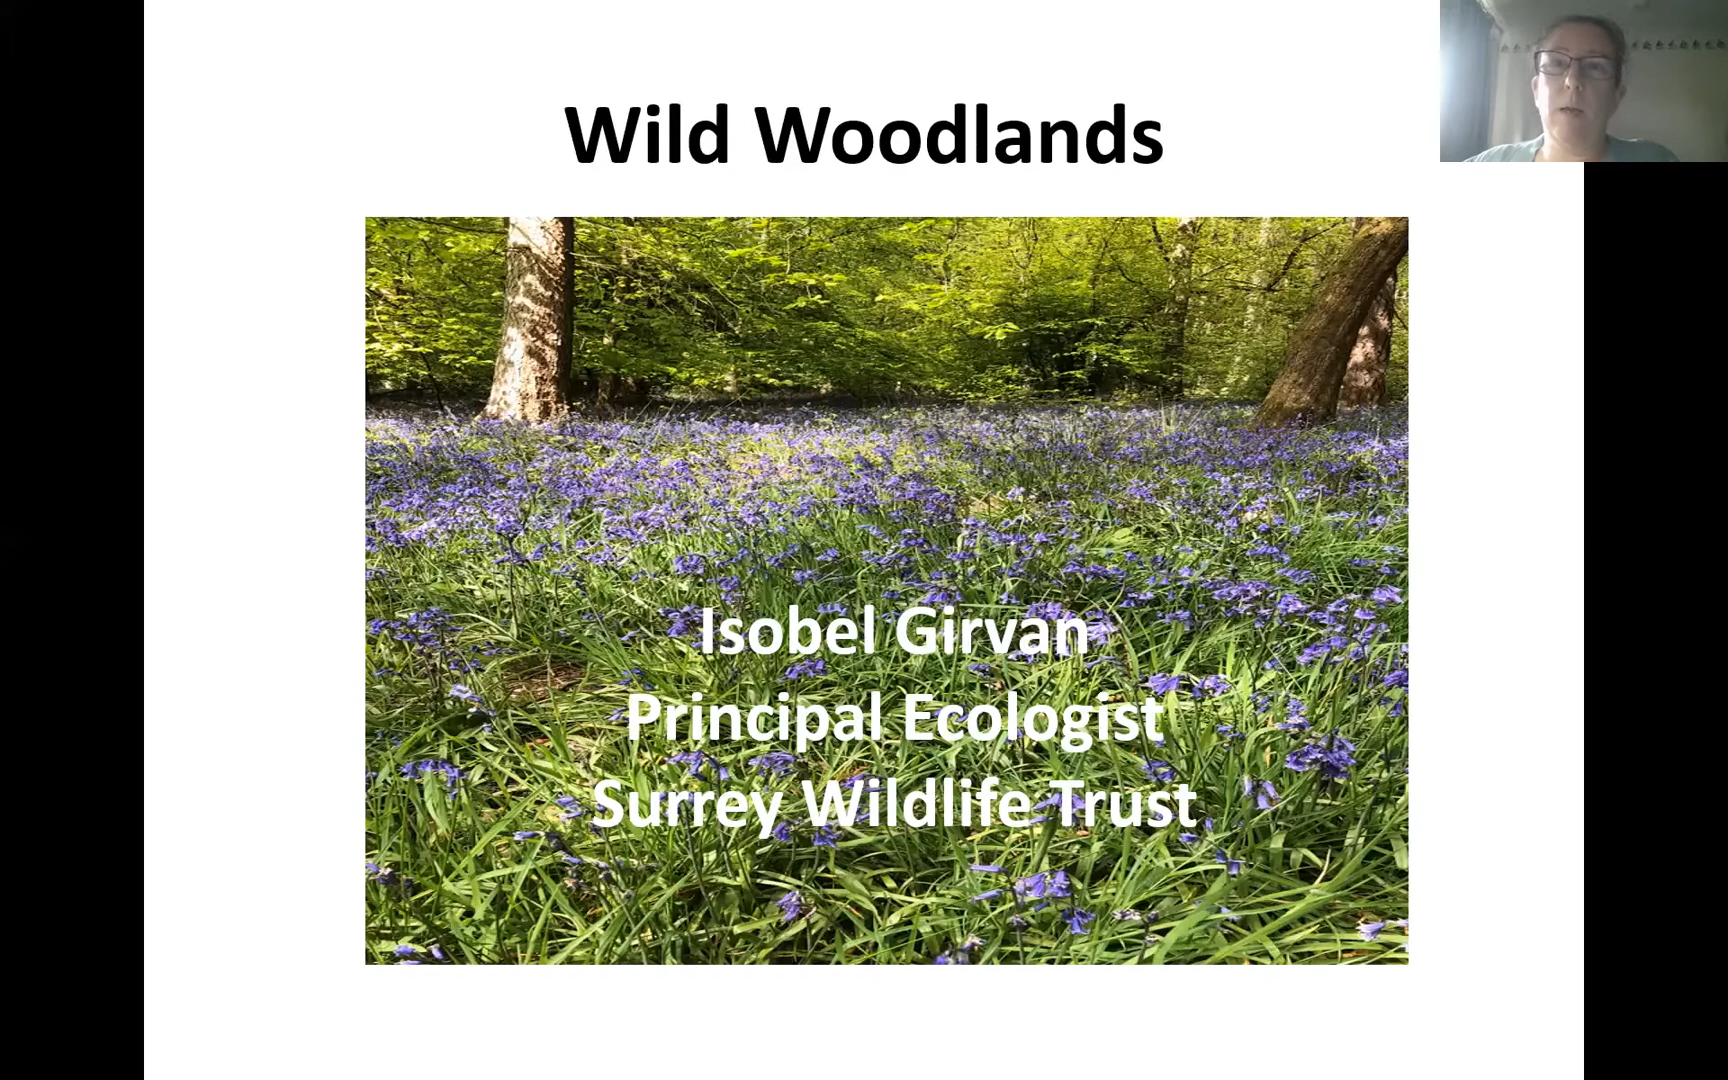 Wild Woodlands
Isobel Girvan
Principal Ecologist
Surrey Wildlife Trust